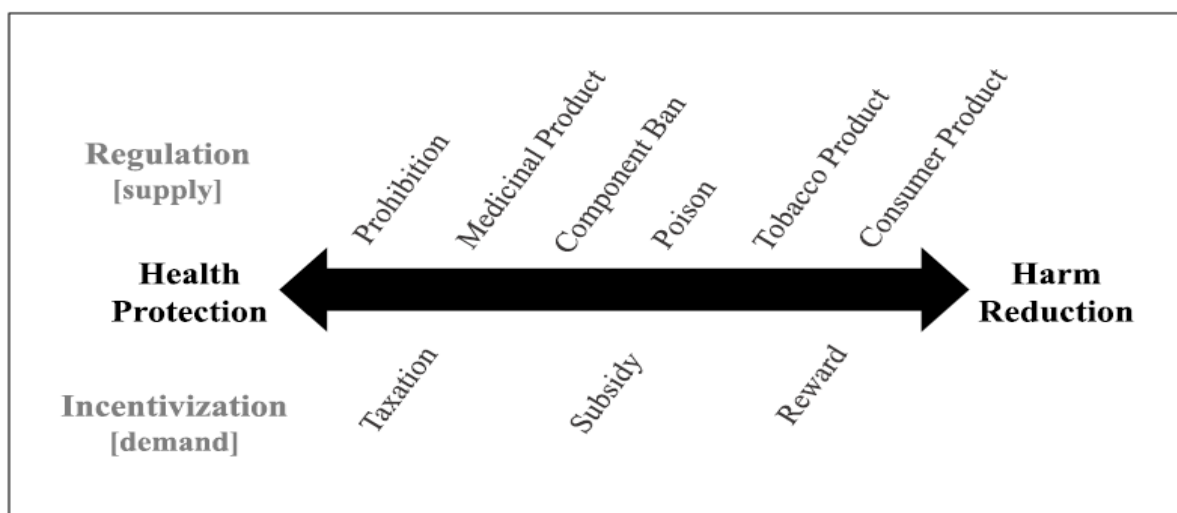 Regulation
[supply]
Prohibition
Medicinal Product
Component Ban
Poison
Tobacco Product
Consumer Product
Health
Protection
Harm
Reduction
Incentivization
[demand]
Taxation
Subsidy
Reward